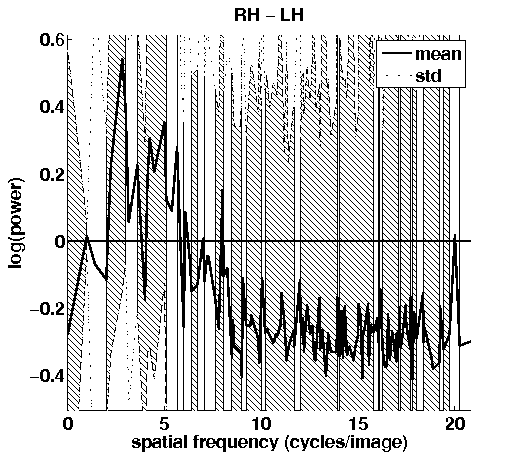 RH − LH
0.6
0.4
0.2
0
−0.2
−0.4
log(power)
mean
std
0 5 10 15 20
spatial frequency (cycles/image)